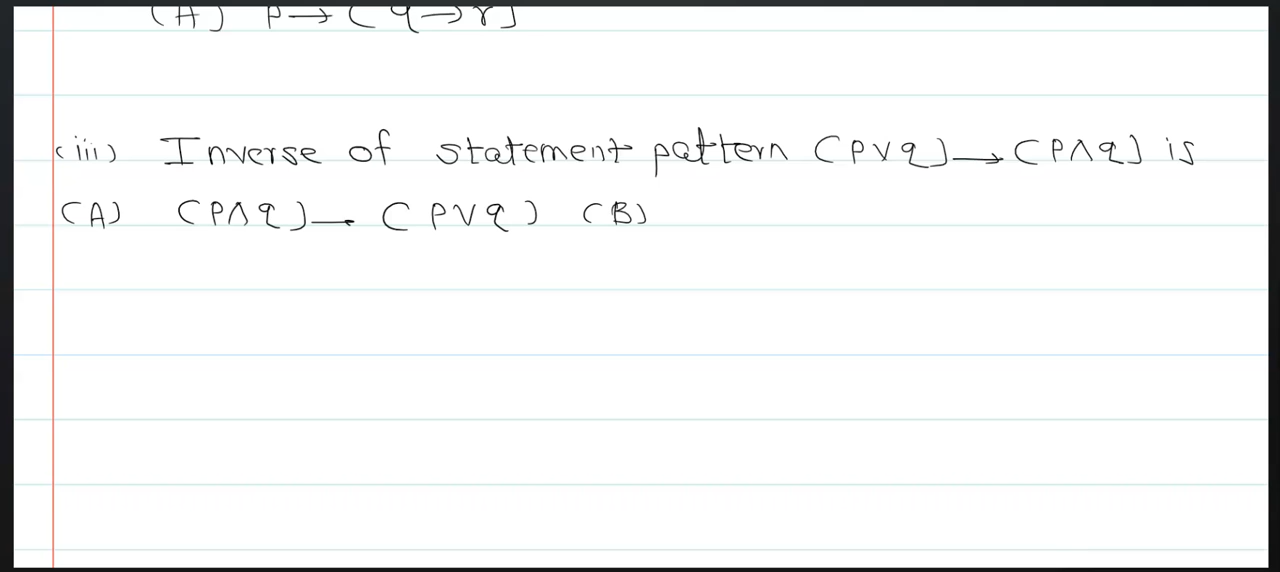 (A) p→(q→r)
(iii) Inverse of statement pattern (p∨q)→(p∧q) is
(A) (p∧q)→(p∨q) (B)